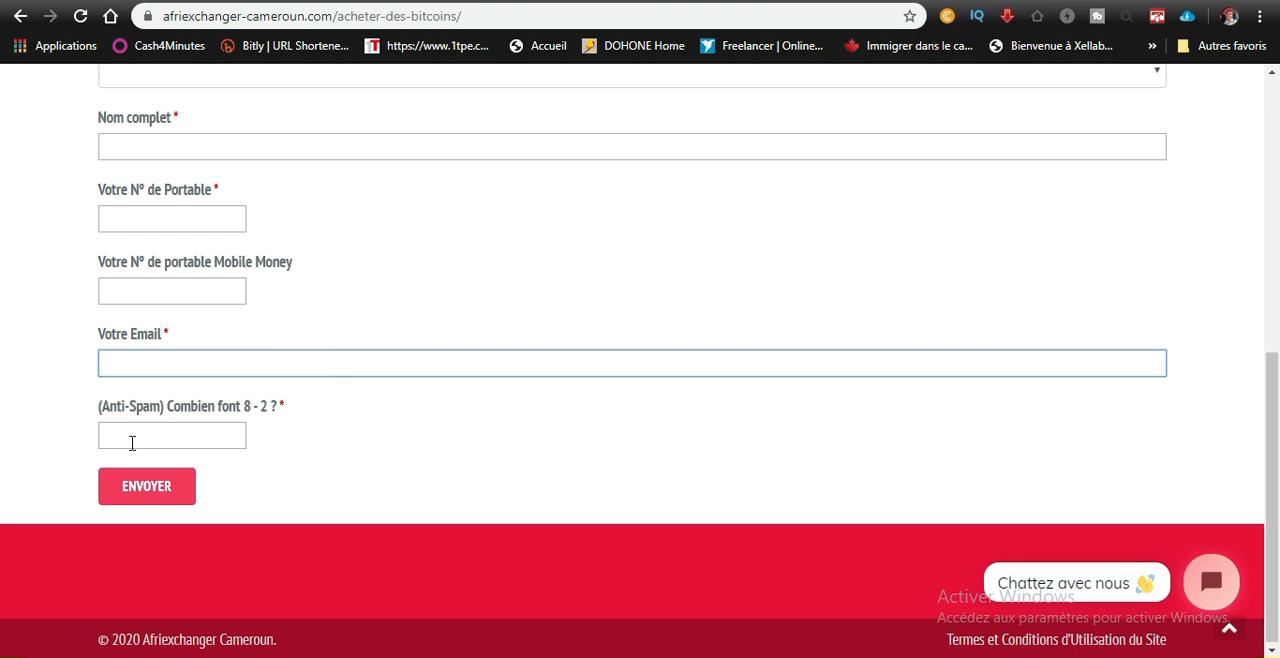 afriexchanger-cameroun.com/acheter-des-bitcoins/
Applications Cash4Minutes Bitly | URL Shortene... https://www.1tpe.c... Accueil DOHONE Home Freelancer | Online... Immigrer dans le ca... Bienvenue à Xellab... » Autres favoris
Nom complet *
Votre N° de Portable *
Votre N° de portable Mobile Money
Votre Email *
(Anti-Spam) Combien font 8 - 2 ? *
ENVOYER
Chattez avec nous 👋
Activer Windows
Accédez aux paramètres pour activer Windows.
© 2020 Afriexchanger Cameroun.
Termes et Conditions d'Utilisation du Site